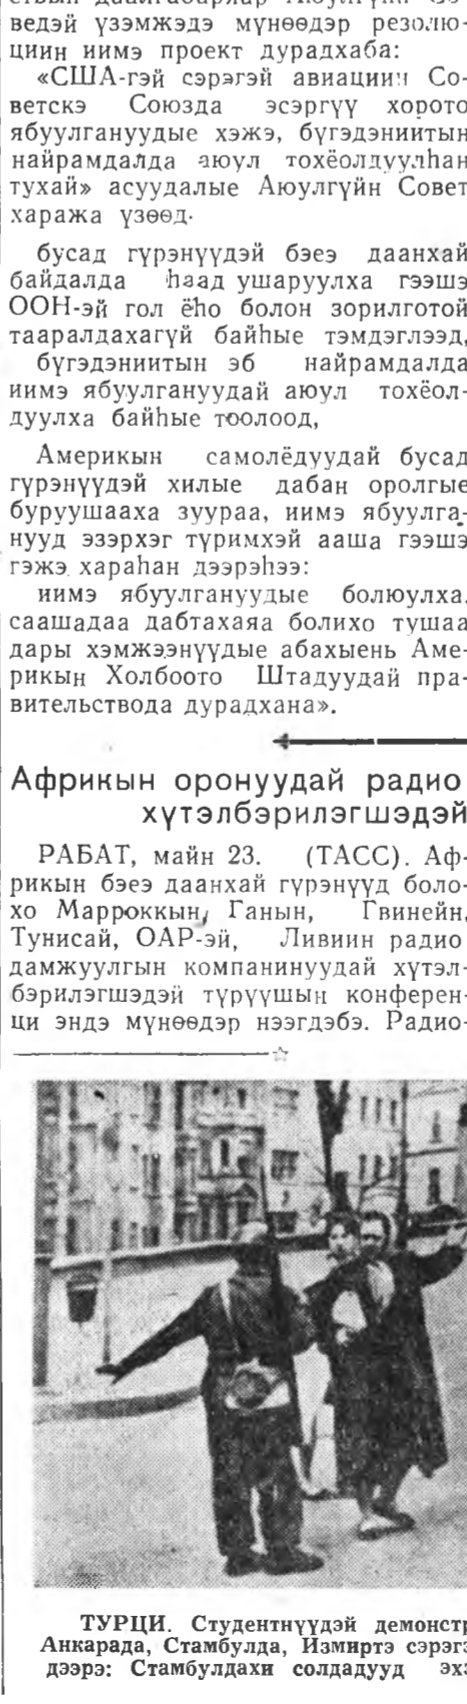 ведэй үзэмжэдэ мүнөөдэр резолю-
циин иимэ проект дурадхаба:
«США-гэй сэрэгэй авиациин Со-
ветскэ Союзда эсэргүү хорото
ябуулгануудые хэжэ, бүгэдэниитын
найрамдалда аюул тохёолдуулһан
тухай» асуудалые Аюулгүйн Совет
хаража үзөөд.
бусад гүрэнүүдэй бэеэ даанхай
байдалда һаад ушаруулха гээшэ
ООН-эй гол ёһо болон зорилготой
тааралдахагүй байһые тэмдэглээд,
бүгэдэниитын эб найрамдалда
иимэ ябуулгануудай аюул тохёол-
дуулха байһые тоолоод,
Америкын самолёдуудай бусад
гүрэнүүдэй хилые дабан оролгые
буруушааха зуураа, иимэ ябуулга-
нууд эзэрхэг түримхэй ааша гээшэ
гэжэ хараһан дээрэһээ:
иимэ ябуулгануудые болюулха,
саашадаа дабтахаяа болихо тушаа
дары хэмжээнүүдые абахыень Аме-
рикын Холбоото Штадуудай пра-
вительствода дурадхана».
Африкын оронуудай радио
хүтэлбэрилэгшэдэй
РАБАТ, майн 23. (ТАСС). Аф-
рикын бэеэ даанхай гүрэнүүд боло-
хо Марроккын, Ганын, Гвинейн,
Тунисай, ОАР-эй, Ливиин радио
дамжуулгын компанинуудай хүтэл-
бэрилэгшэдэй түрүүшын конферен-
ци эндэ мүнөөдэр нээгдэбэ. Радио-
ТУРЦИ. Студентнүүдэй демонстр
Анкарада, Стамбулда, Измиртэ сэрэгэ
дээрэ: Стамбулдахи солдадууд эхэ